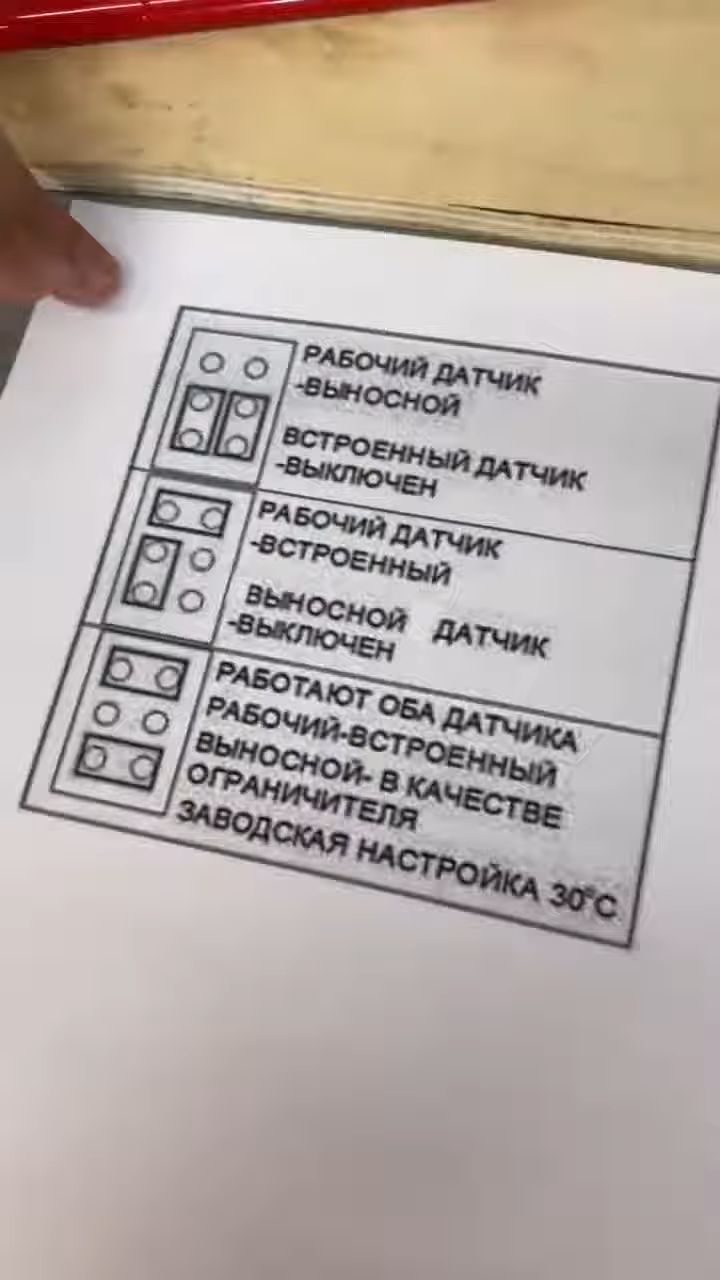 РАБОЧИЙ ДАТЧИК
-ВЫНОСНОЙ
ВСТРОЕННЫЙ ДАТЧИК
-ВЫКЛЮЧЕН
РАБОЧИЙ ДАТЧИК
-ВСТРОЕННЫЙ
ВЫНОСНОЙ ДАТЧИК
-ВЫКЛЮЧЕН
РАБОТАЮТ ОБА ДАТЧИКА
РАБОЧИЙ-ВСТРОЕННЫЙ
ВЫНОСНОЙ- В КАЧЕСТВЕ
ОГРАНИЧИТЕЛЯ
ЗАВОДСКАЯ НАСТРОЙКА 30°С